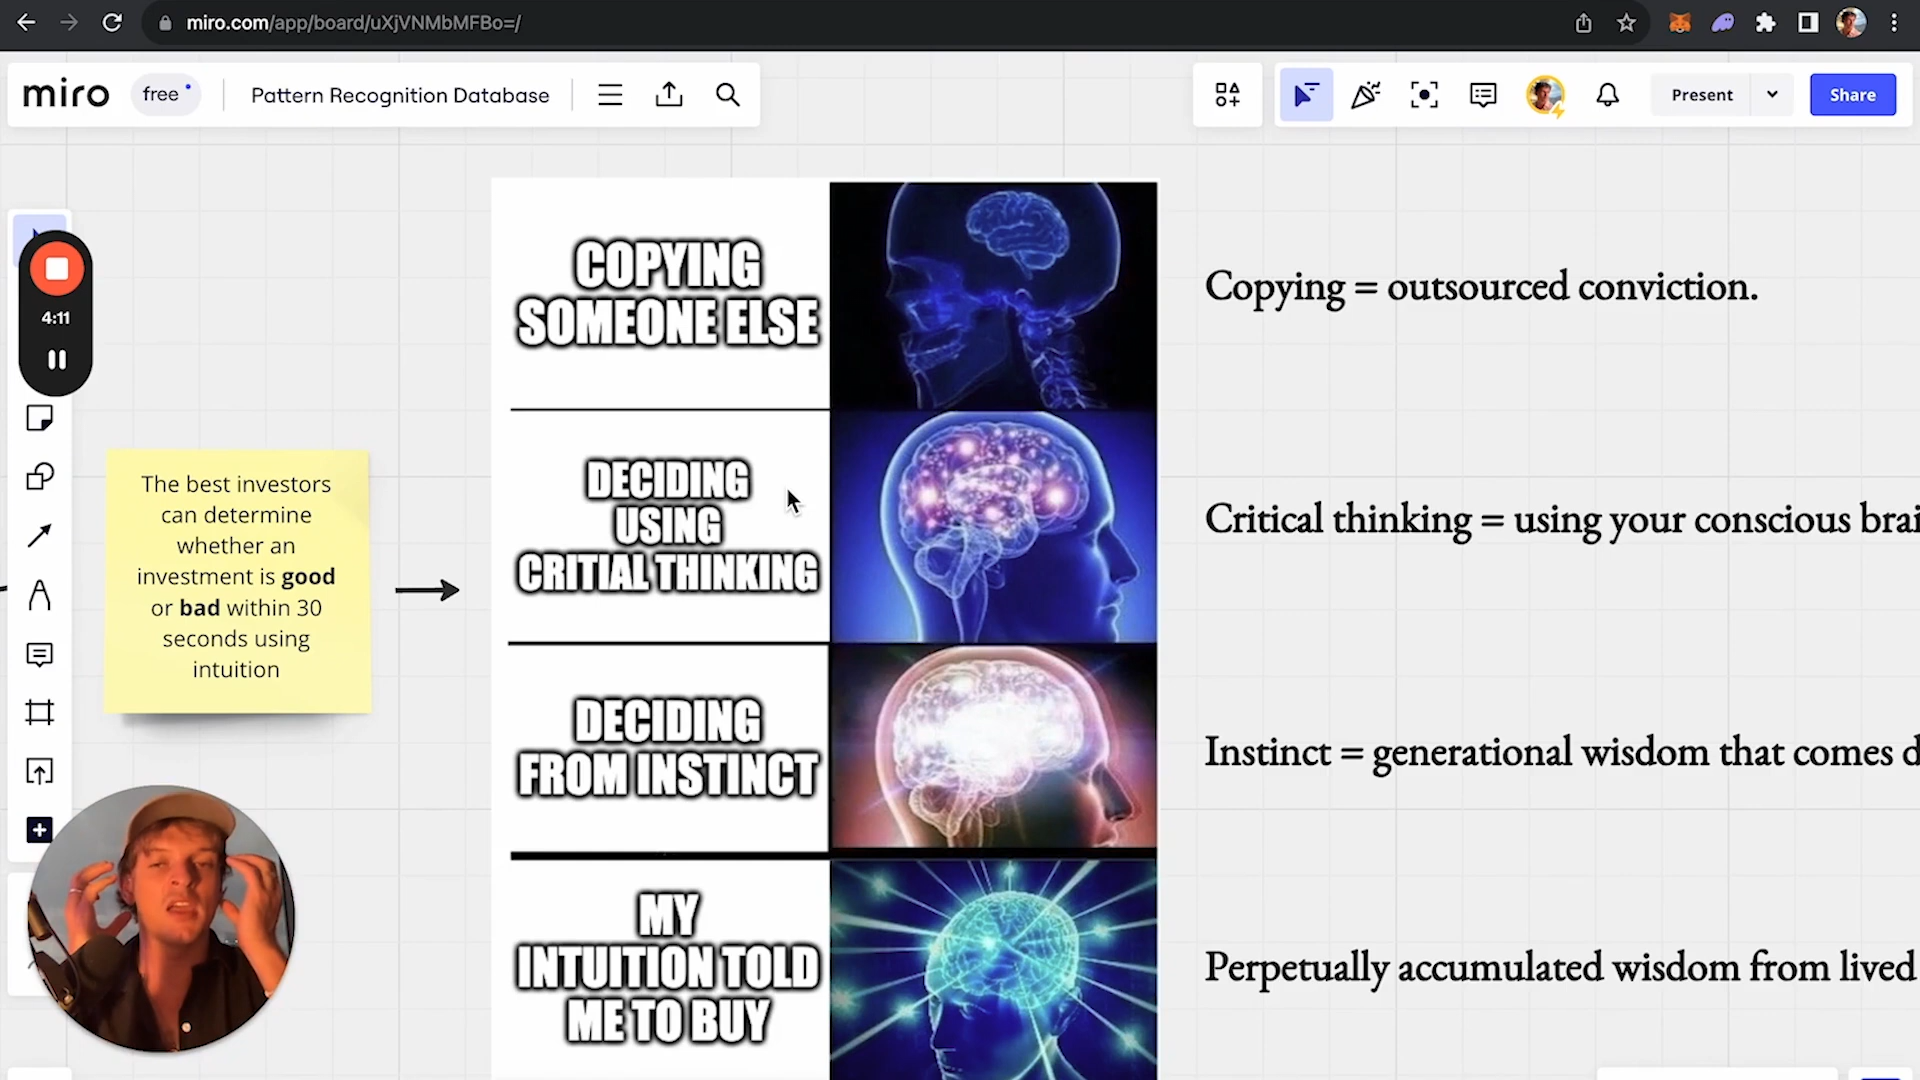 miro.com/app/board/uXjVNMbMFBo=/
miro
free
Pattern Recognition Database
Present
Share
4:11
The best investors
can determine
whether an
investment is good
or bad within 30
seconds using
intuition
COPYING
SOMEONE ELSE
Copying = outsourced conviction.
DECIDING
USING
CRITIAL THINKING
Critical thinking = using your conscious brai
DECIDING
FROM INSTINCT
Instinct = generational wisdom that comes d
MY
INTUITION TOLD
ME TO BUY
Perpetually accumulated wisdom from lived